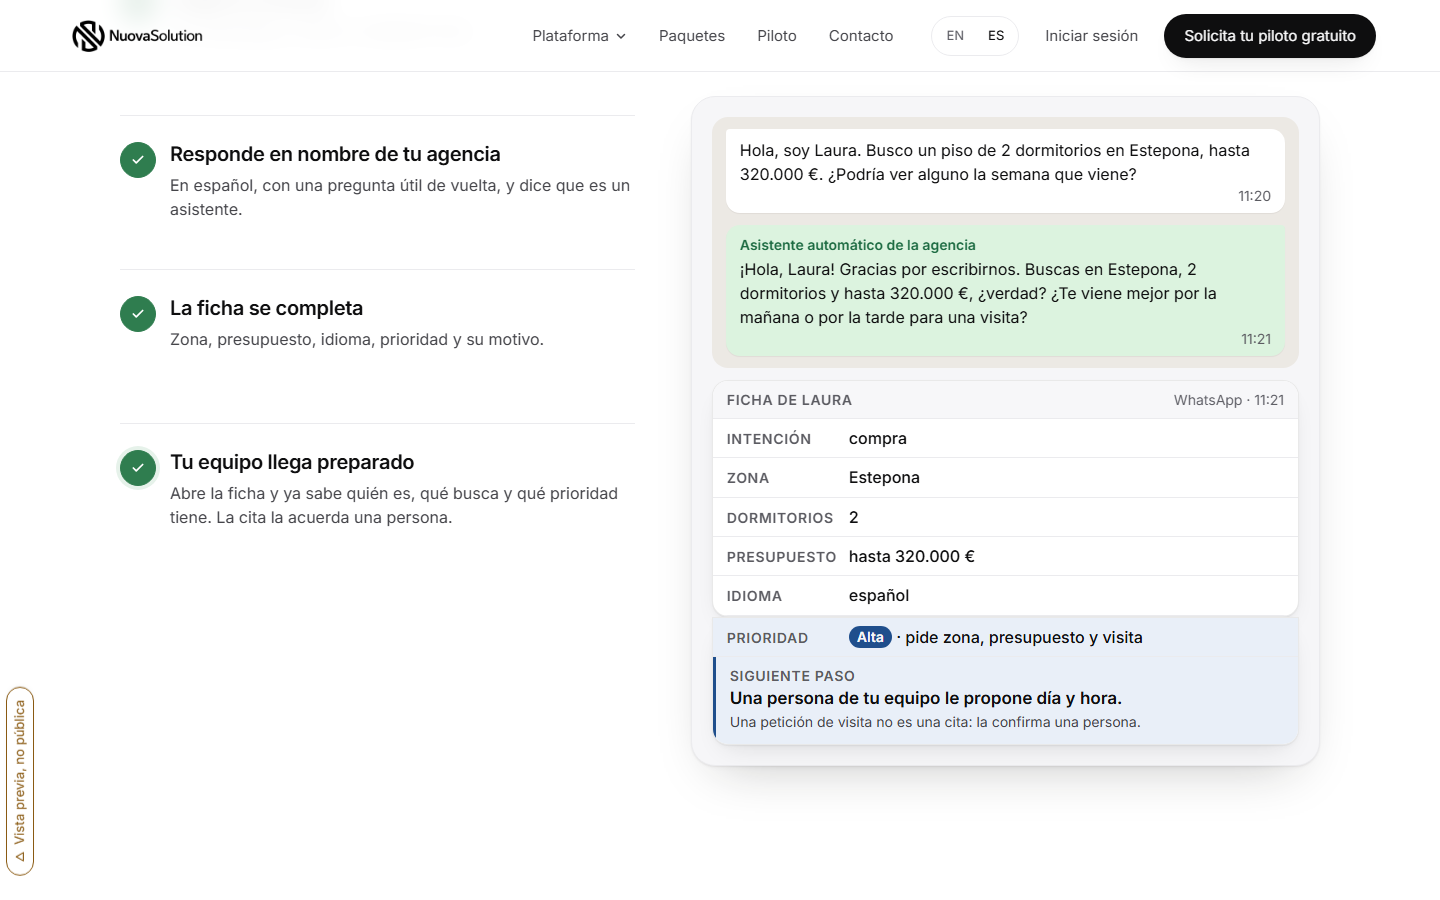 NuovaSolution
Plataforma
Paquetes
Piloto
Contacto
EN
ES
Iniciar sesión
Solicita tu piloto gratuito
Responde en nombre de tu agencia
En español, con una pregunta útil de vuelta, y dice que es un
asistente.
La ficha se completa
Zona, presupuesto, idioma, prioridad y su motivo.
Tu equipo llega preparado
Abre la ficha y ya sabe quién es, qué busca y qué prioridad
tiene. La cita la acuerda una persona.
Hola, soy Laura. Busco un piso de 2 dormitorios en Estepona, hasta
320.000 €. ¿Podría ver alguno la semana que viene?
11:20
Asistente automático de la agencia
¡Hola, Laura! Gracias por escribirnos. Buscas en Estepona, 2
dormitorios y hasta 320.000 €, ¿verdad? ¿Te viene mejor por la
mañana o por la tarde para una visita?
11:21
FICHA DE LAURA
WhatsApp · 11:21
INTENCIÓN compra
ZONA Estepona
DORMITORIOS 2
PRESUPUESTO hasta 320.000 €
IDIOMA español
PRIORIDAD Alta · pide zona, presupuesto y visita
SIGUIENTE PASO
Una persona de tu equipo le propone día y hora.
Una petición de visita no es una cita: la confirma una persona.
Vista previa, no pública